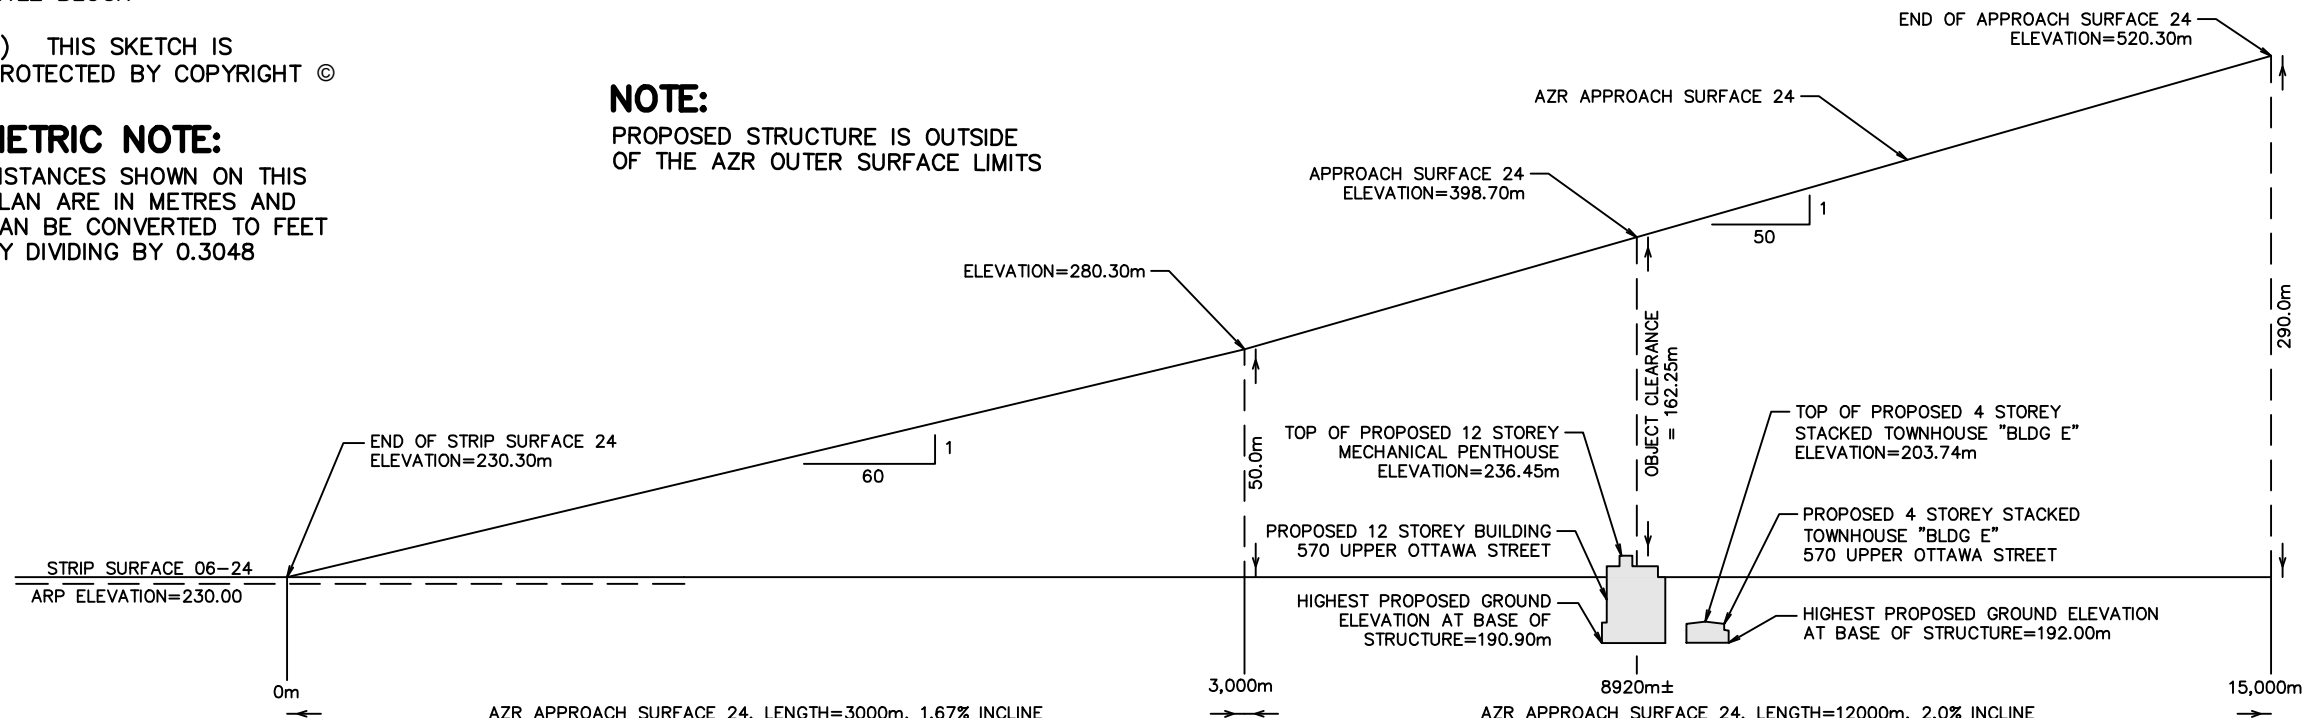 ) THIS SKETCH IS
ROTECTED BY COPYRIGHT ©
ETRIC NOTE:
ISTANCES SHOWN ON THIS
LAN ARE IN METRES AND
AN BE CONVERTED TO FEET
Y DIVIDING BY 0.3048
NOTE:
PROPOSED STRUCTURE IS OUTSIDE
OF THE AZR OUTER SURFACE LIMITS
END OF APPROACH SURFACE 24
ELEVATION=520.30m
AZR APPROACH SURFACE 24
APPROACH SURFACE 24
ELEVATION=398.70m
1
50
ELEVATION=280.30m
290.0m
OBJECT CLEARANCE
= 162.25m
END OF STRIP SURFACE 24
ELEVATION=230.30m
1
60
50.0m
TOP OF PROPOSED 12 STOREY
MECHANICAL PENTHOUSE
ELEVATION=236.45m
TOP OF PROPOSED 4 STOREY
STACKED TOWNHOUSE "BLDG E"
ELEVATION=203.74m
PROPOSED 12 STOREY BUILDING
570 UPPER OTTAWA STREET
PROPOSED 4 STOREY STACKED
TOWNHOUSE "BLDG E"
570 UPPER OTTAWA STREET
STRIP SURFACE 06-24
ARP ELEVATION=230.00
HIGHEST PROPOSED GROUND
ELEVATION AT BASE OF
STRUCTURE=190.90m
HIGHEST PROPOSED GROUND ELEVATION
AT BASE OF STRUCTURE=192.00m
0m
3,000m
8920m±
15,000m
AZR APPROACH SURFACE 24, LENGTH=3000m, 1.67% INCLINE
AZR APPROACH SURFACE 24, LENGTH=12000m, 2.0% INCLINE